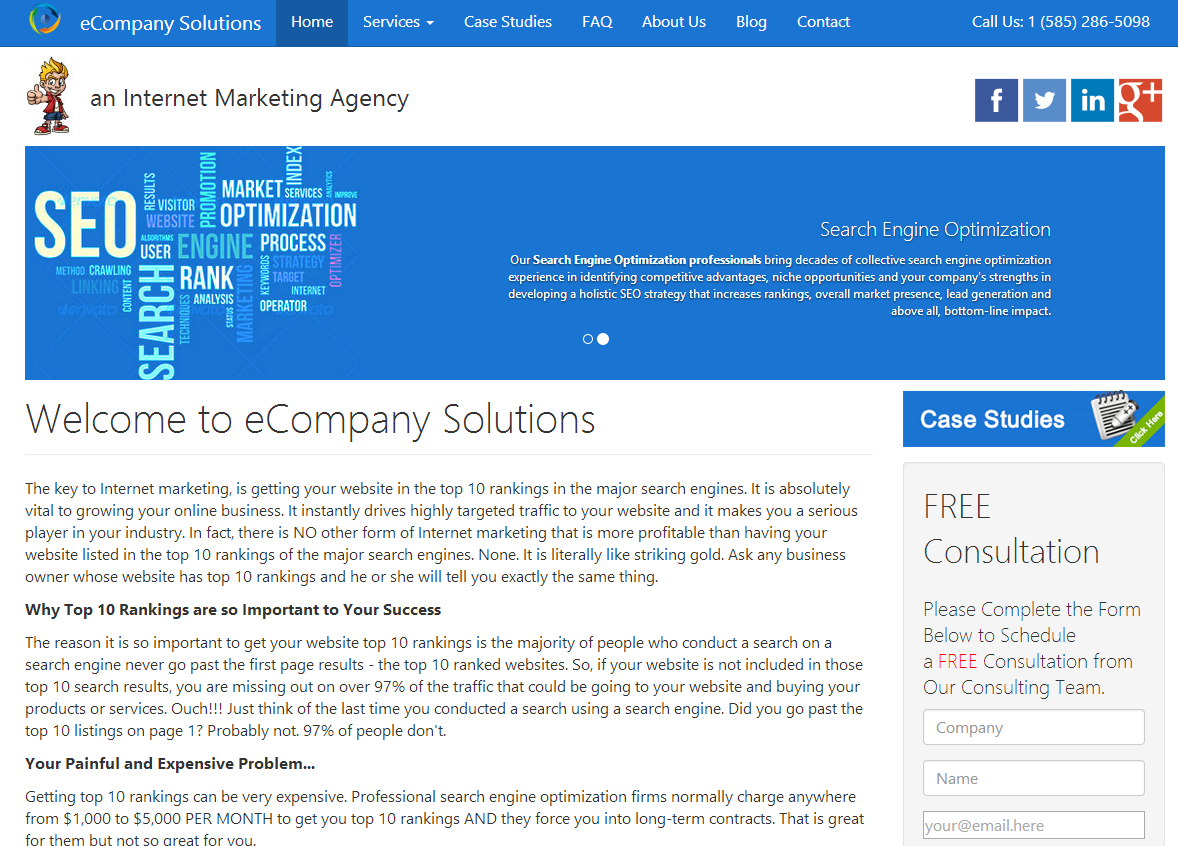 eCompany Solutions
Home
Services
Case Studies
FAQ
About Us
Blog
Contact
Call Us: 1 (585) 286-5098
an Internet Marketing Agency
f
in
g+
SEO
RESULTS
VISITOR
WEBSITE
PROMOTION
MARKET
INDEX
SERVICES
ANALYTICS
IMPROVE
OPTIMIZATION
ALGORITHMS
USER
ENGINE
PROCESS
METHOD
CRAWLING
LINKING
CONTENT
SEARCH
TECHNIQUES
RANK
ANALYSIS
STATUS
MARKETING
KEYWORDS
STRATEGY
TARGET
OPTIMIZER
INTERNET
OPERATOR
envato
Search Engine Optimization
Our Search Engine Optimization professionals bring decades of collective search engine optimization
experience in identifying competitive advantages, niche opportunities and your company's strengths in
developing a holistic SEO strategy that increases rankings, overall market presence, lead generation and
above all, bottom-line impact.
Welcome to eCompany Solutions
The key to Internet marketing, is getting your website in the top 10 rankings in the major search engines. It is absolutely
vital to growing your online business. It instantly drives highly targeted traffic to your website and it makes you a serious
player in your industry. In fact, there is NO other form of Internet marketing that is more profitable than having your
website listed in the top 10 rankings of the major search engines. None. It is literally like striking gold. Ask any business
owner whose website has top 10 rankings and he or she will tell you exactly the same thing.
Why Top 10 Rankings are so Important to Your Success
The reason it is so important to get your website top 10 rankings is the majority of people who conduct a search on a
search engine never go past the first page results - the top 10 ranked websites. So, if your website is not included in those
top 10 search results, you are missing out on over 97% of the traffic that could be going to your website and buying your
products or services. Ouch!!! Just think of the last time you conducted a search using a search engine. Did you go past the
top 10 listings on page 1? Probably not. 97% of people don't.
Your Painful and Expensive Problem...
Getting top 10 rankings can be very expensive. Professional search engine optimization firms normally charge anywhere
from $1,000 to $5,000 PER MONTH to get you top 10 rankings AND they force you into long-term contracts. That is great
for them but not so great for you.
Case Studies
Click Here
FREE
Consultation
Please Complete the Form
Below to Schedule
a FREE Consultation from
Our Consulting Team.
Company
Name
your@email.here